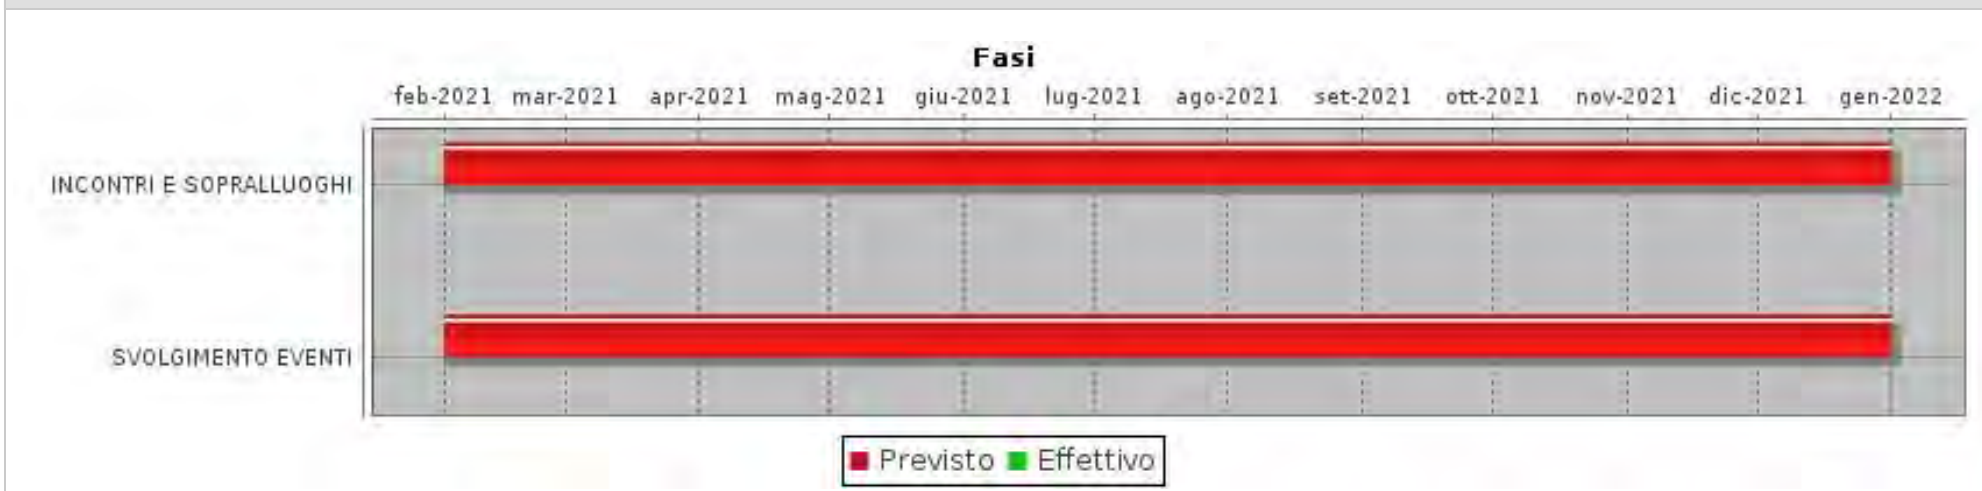 Fasi
feb-2021 mar-2021 apr-2021 mag-2021 giu-2021 lug-2021 ago-2021 set-2021 ott-2021 nov-2021 dic-2021 gen-2022
INCONTRI E SOPRALLUOGHI
SVOLGIMENTO EVENTI
Previsto Effettivo